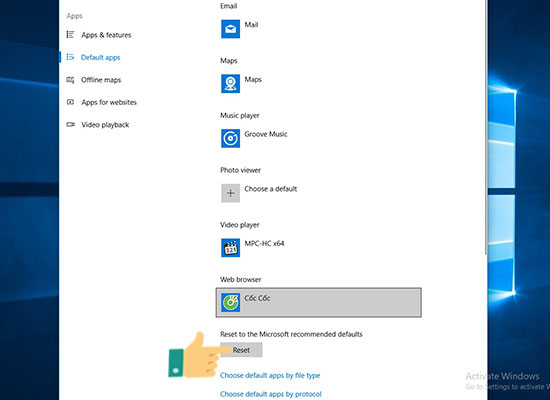 Apps
Apps & features
Default apps
Offline maps
Apps for websites
Video playback
Email
Mail
Maps
Maps
Music player
Groove Music
Photo viewer
Choose a default
Video player
MPC-HC x64
Web browser
Cốc Cốc
Reset to the Microsoft recommended defaults
Reset
Choose default apps by file type
Choose default apps by protocol
Activate Windows
Go to Settings to activate W